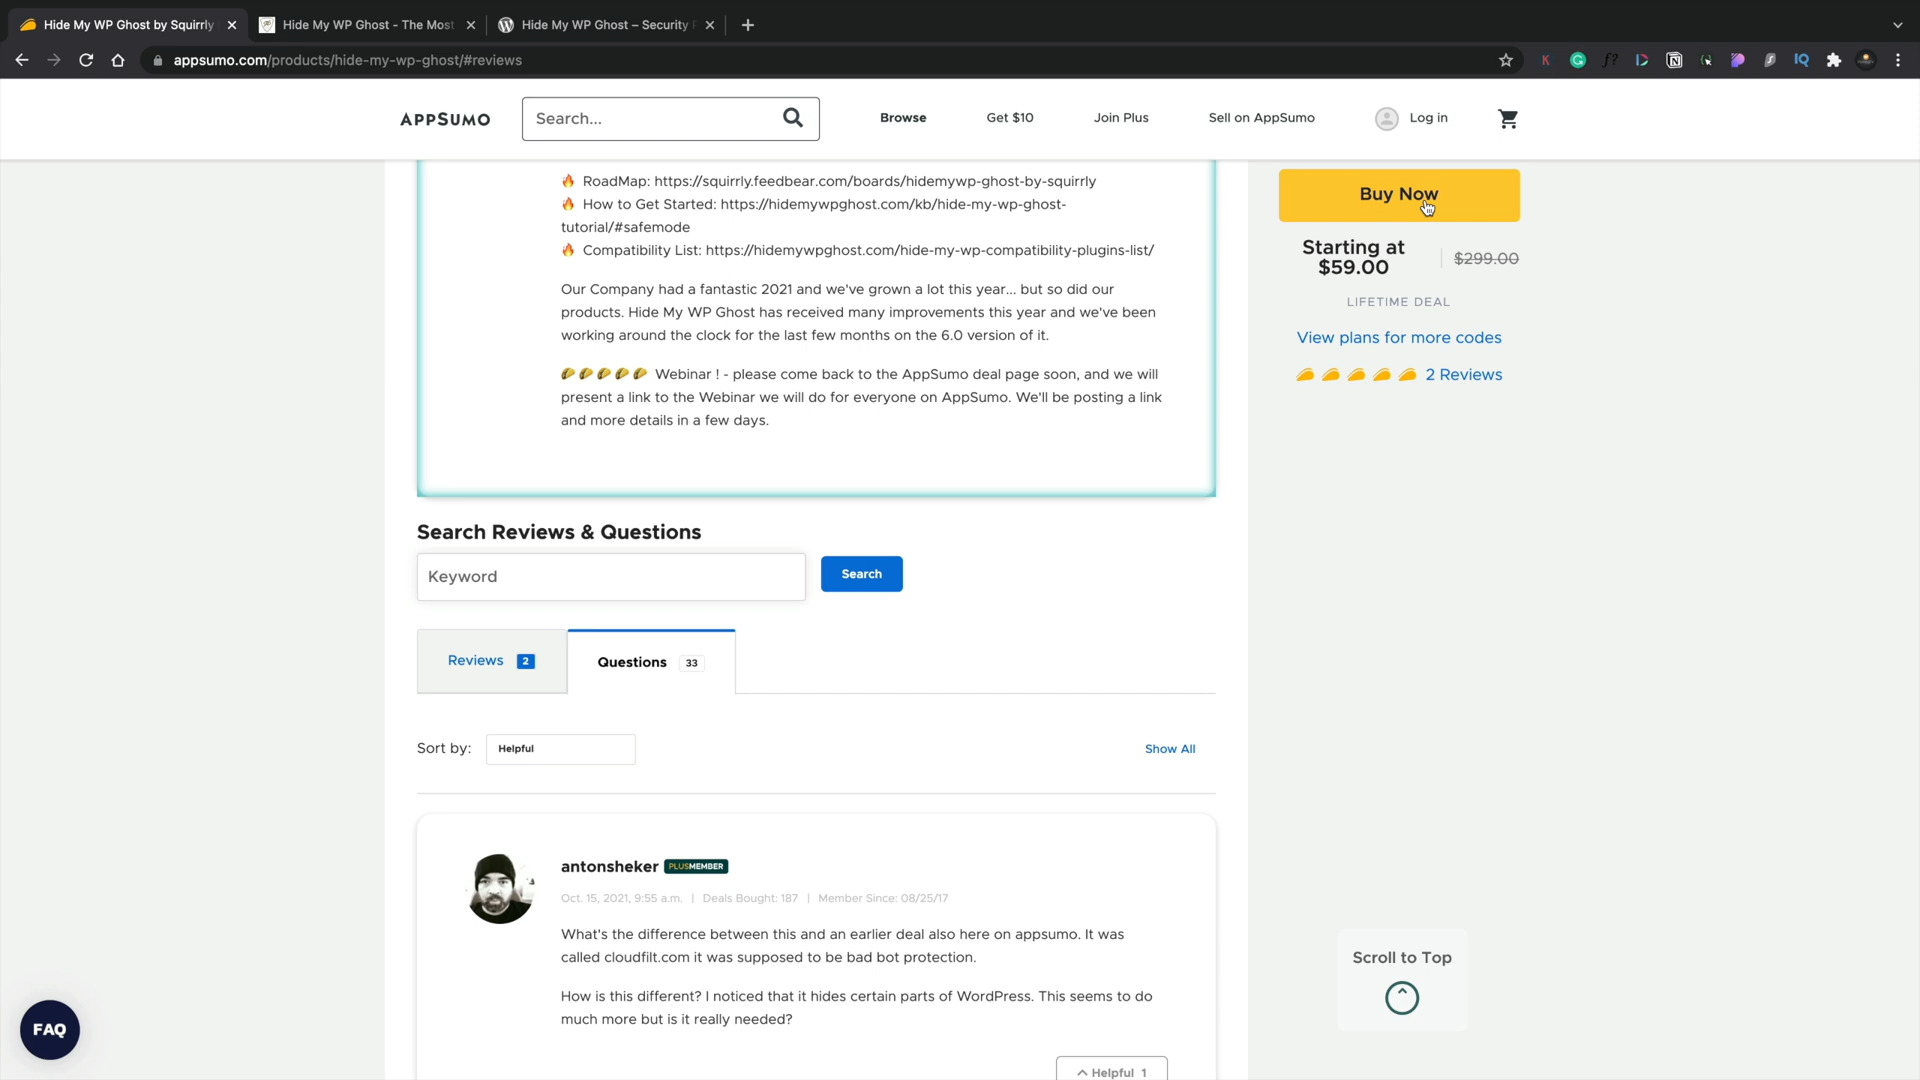 Hide My WP Ghost by Squirrly
Hide My WP Ghost - The Most
Hide My WP Ghost – Security
appsumo.com/products/hide-my-wp-ghost/#reviews
APPSUMO
Search...
Browse
Get $10
Join Plus
Sell on AppSumo
Log in
RoadMap: https://squirrly.feedbear.com/boards/hidemywp-ghost-by-squirrly
How to Get Started: https://hidemywpghost.com/kb/hide-my-wp-ghost-
tutorial/#safemode
Compatibility List: https://hidemywpghost.com/hide-my-wp-compatibility-plugins-list/
Our Company had a fantastic 2021 and we've grown a lot this year... but so did our
products. Hide My WP Ghost has received many improvements this year and we've been
working around the clock for the last few months on the 6.0 version of it.
Webinar ! - please come back to the AppSumo deal page soon, and we will
present a link to the Webinar we will do for everyone on AppSumo. We'll be posting a link
and more details in a few days.
Buy Now
Starting at
$59.00
$299.00
LIFETIME DEAL
View plans for more codes
2 Reviews
Search Reviews & Questions
Keyword
Search
Reviews 2
Questions 33
Sort by: Helpful
Show All
antonsheker PLUSMEMBER
Oct. 15, 2021, 9:55 a.m. | Deals Bought: 187 | Member Since: 08/25/17
What's the difference between this and an earlier deal also here on appsumo. It was
called cloudfilt.com it was supposed to be bad bot protection.
How is this different? I noticed that it hides certain parts of WordPress. This seems to do
much more but is it really needed?
Helpful 1
Scroll to Top
FAQ